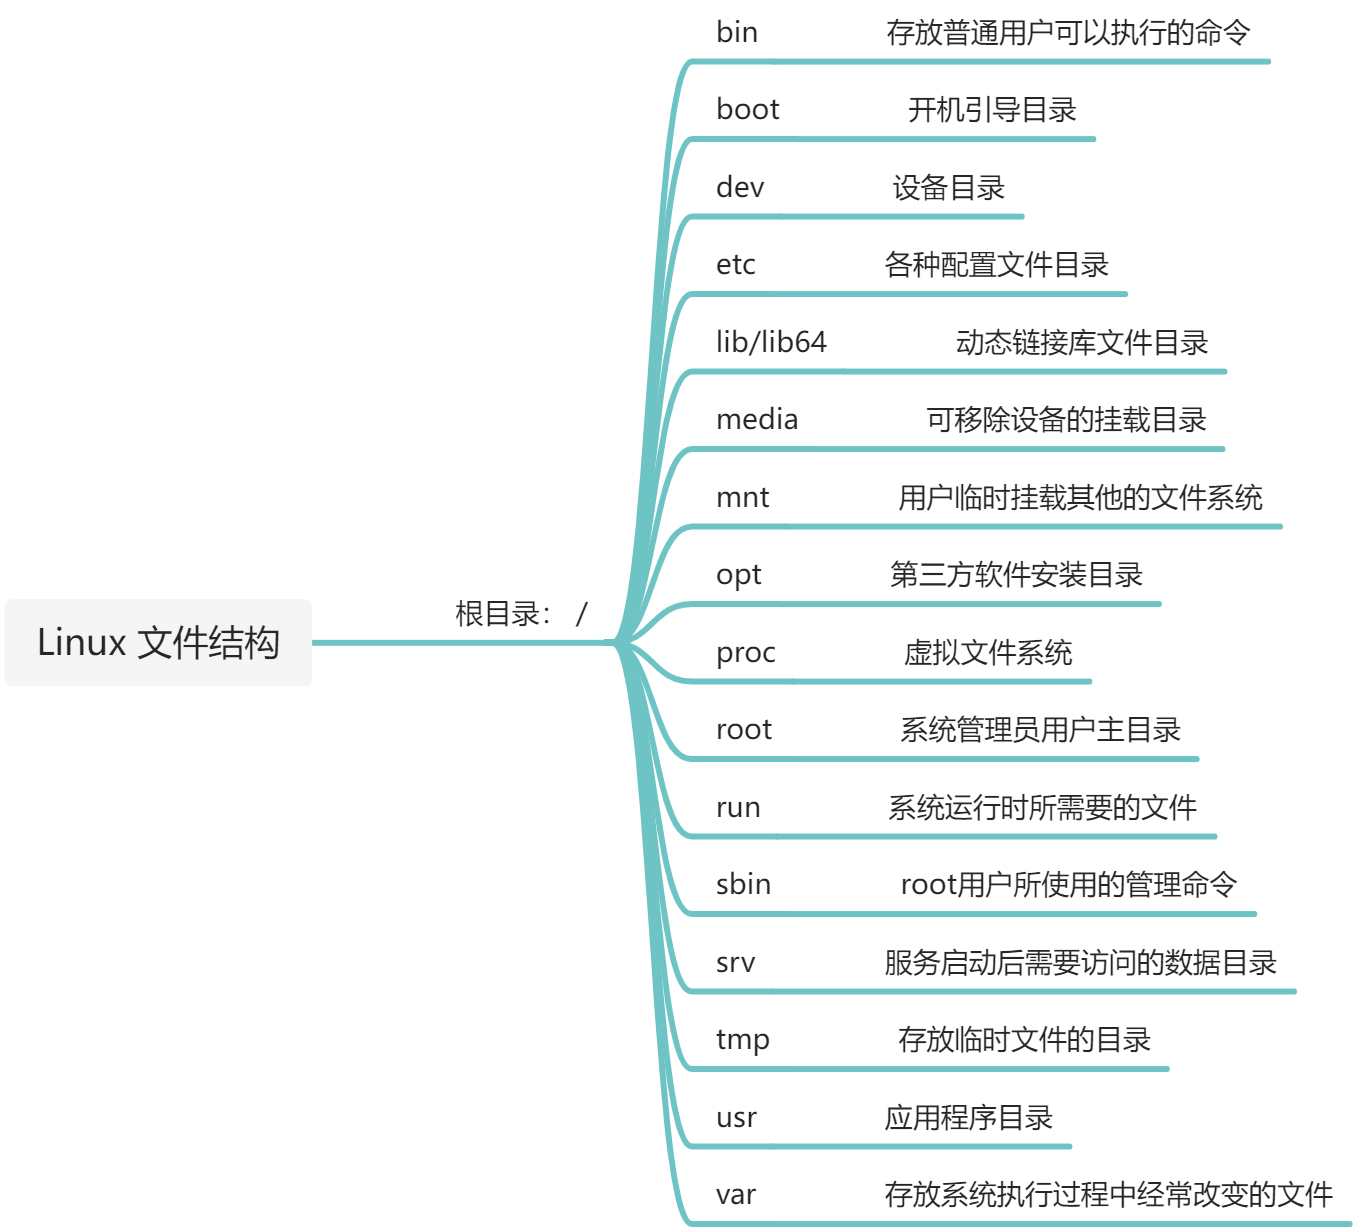 Linux 文件结构
根目录： /
bin 存放普通用户可以执行的命令
boot 开机引导目录
dev 设备目录
etc 各种配置文件目录
lib/lib64 动态链接库文件目录
media 可移除设备的挂载目录
mnt 用户临时挂载其他的文件系统
opt 第三方软件安装目录
proc 虚拟文件系统
root 系统管理员用户主目录
run 系统运行时所需要的文件
sbin root用户所使用的管理命令
srv 服务启动后需要访问的数据目录
tmp 存放临时文件的目录
usr 应用程序目录
var 存放系统执行过程中经常改变的文件